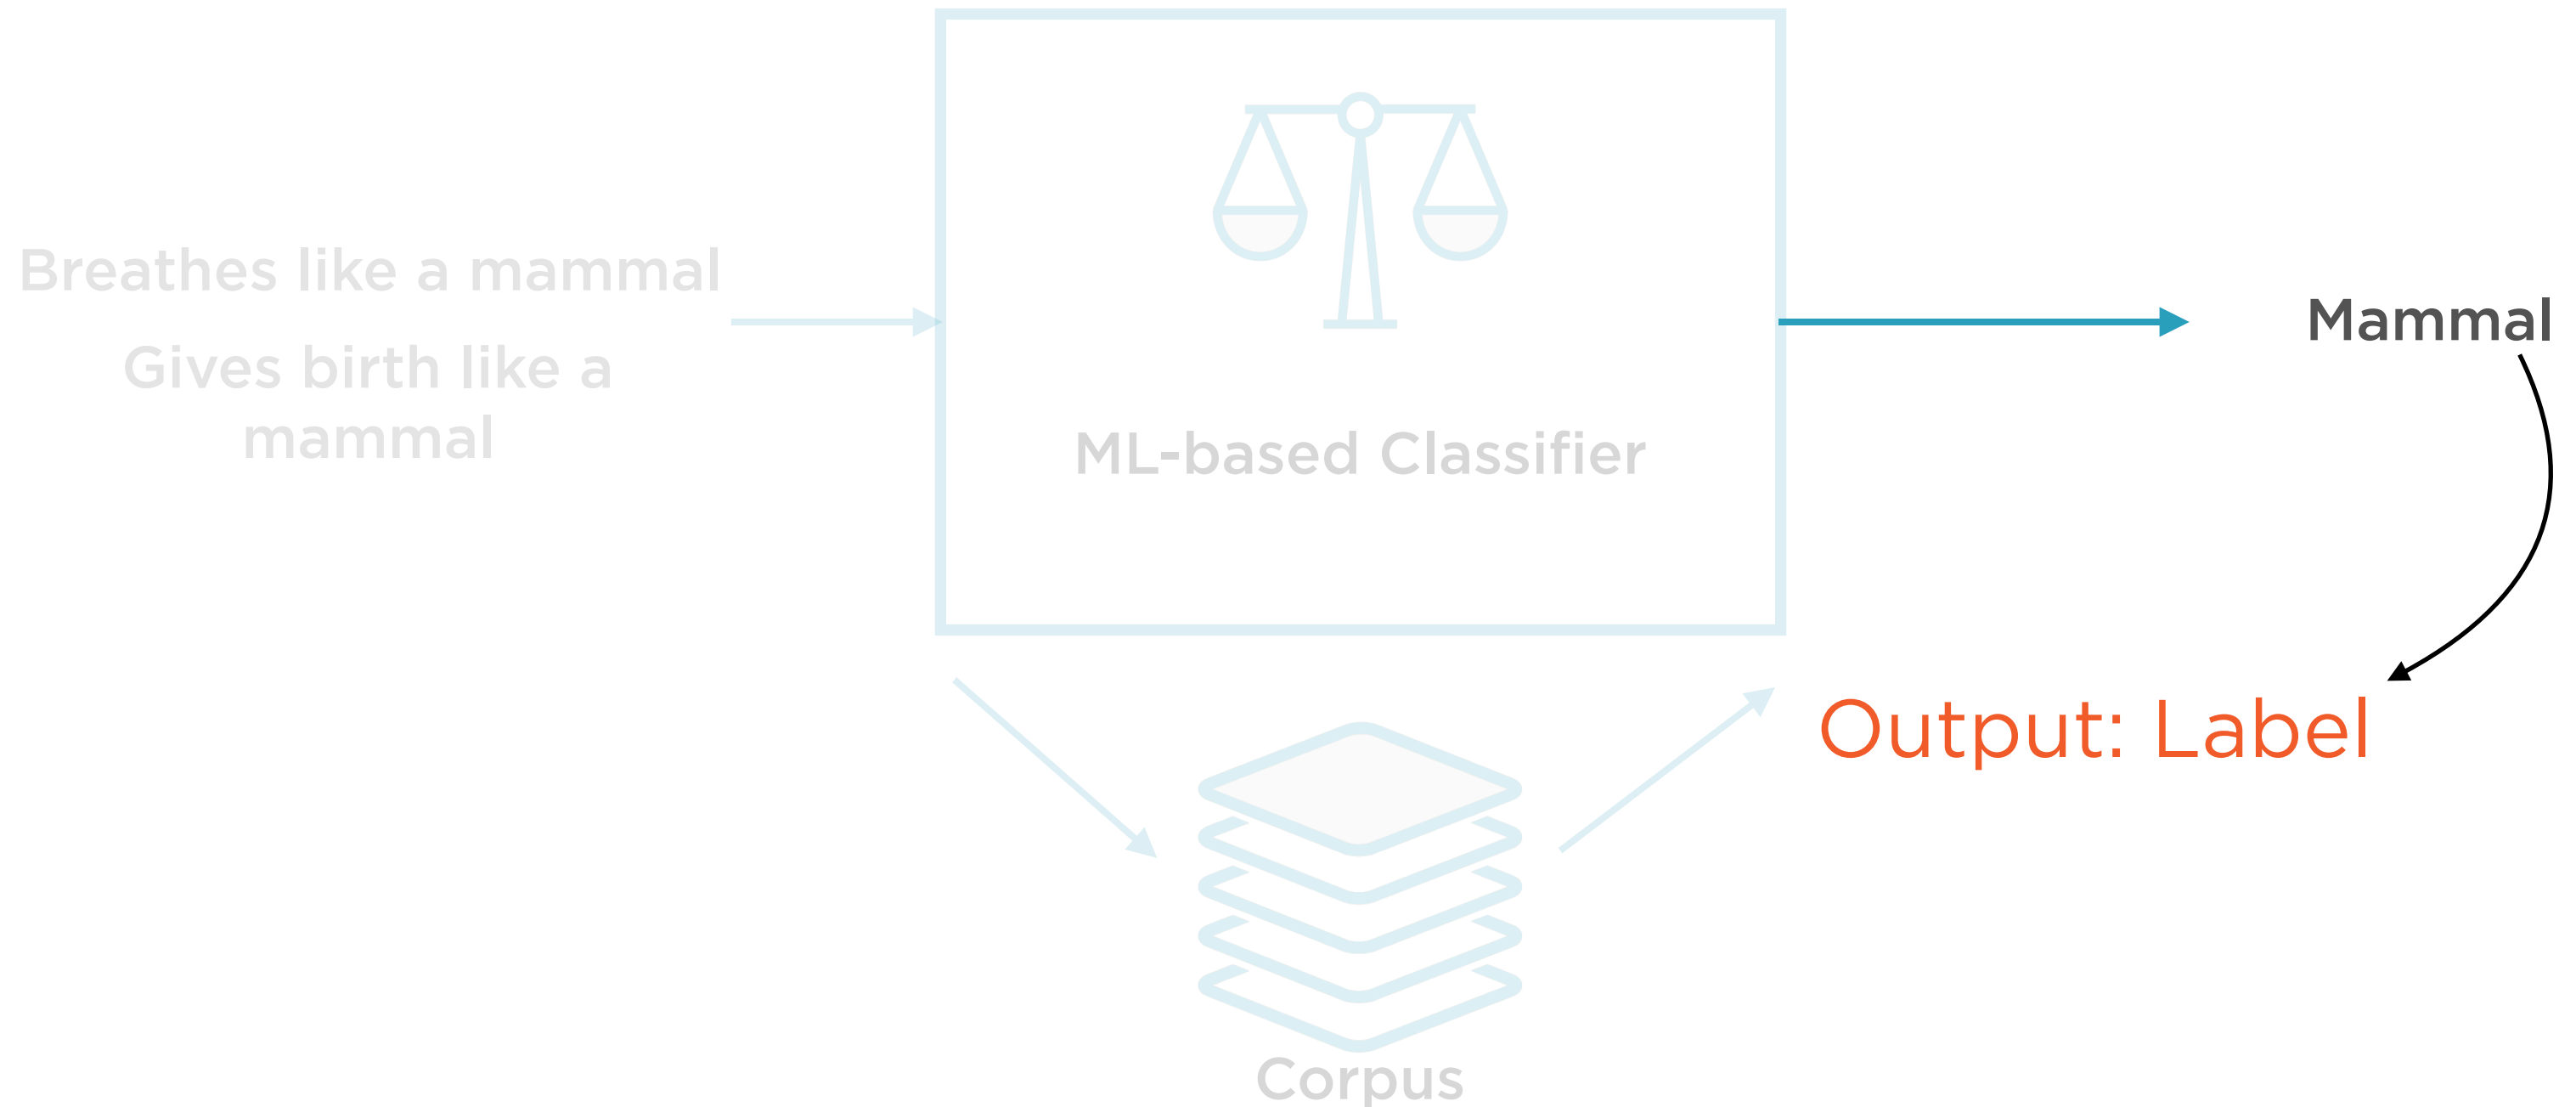 Breathes like a mammal
Gives birth like a
mammal
ML-based Classifier
Mammal
Output: Label
Corpus